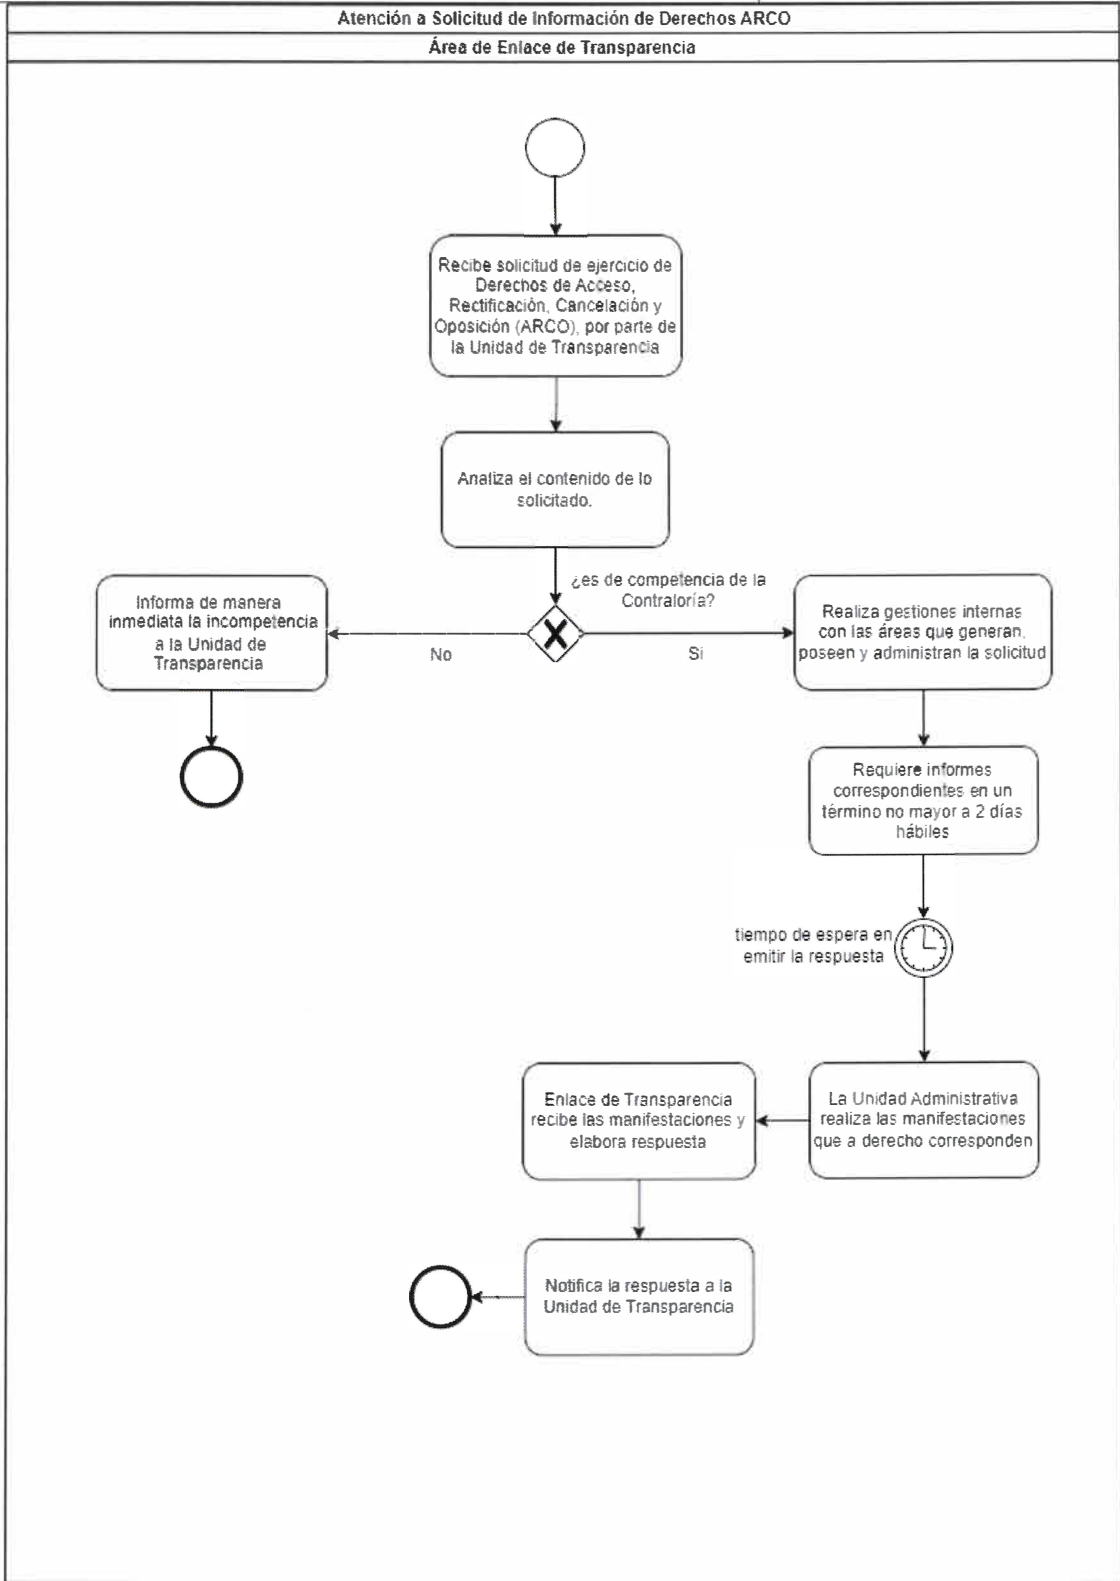 Atención a Solicitud de Información de Derechos ARCO
Área de Enlace de Transparencia
Recibe solicitud de ejercicio de
Derechos de Acceso,
Rectificación, Cancelación y
Oposición (ARCO), por parte de
la Unidad de Transparencia
Analiza el contenido de lo
solicitado.
¿es de competencia de la
Contraloría?
No
Si
Informa de manera
inmediata la incompetencia
a la Unidad de
Transparencia
Realiza gestiones internas
con las áreas que generan,
poseen y administran la solicitud
Requiere informes
correspondientes en un
término no mayor a 2 días
hábiles
tiempo de espera en
emitir la respuesta
La Unidad Administrativa
realiza las manifestaciones
que a derecho corresponden
Enlace de Transparencia
recibe las manifestaciones y
elabora respuesta
Notifica la respuesta a la
Unidad de Transparencia